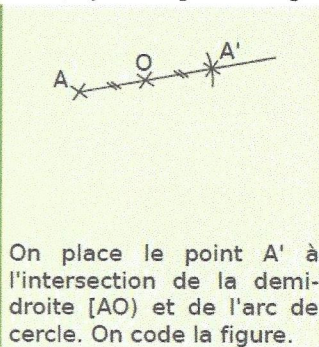 A
O
A'
On place le point A' à
l'intersection de la demi-
droite [AO) et de l'arc de
cercle. On code la figure.